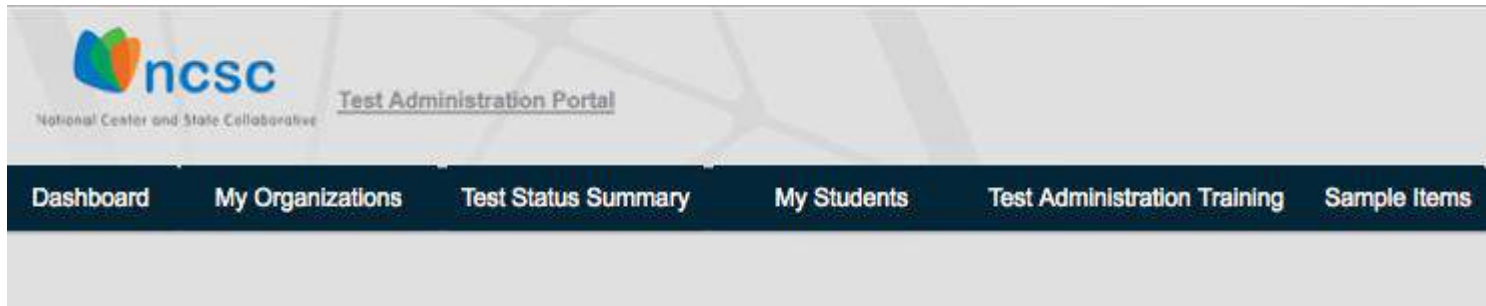 ncsc
National Center and State Collaborative
Test Administration Portal
Dashboard My Organizations Test Status Summary My Students Test Administration Training Sample Items